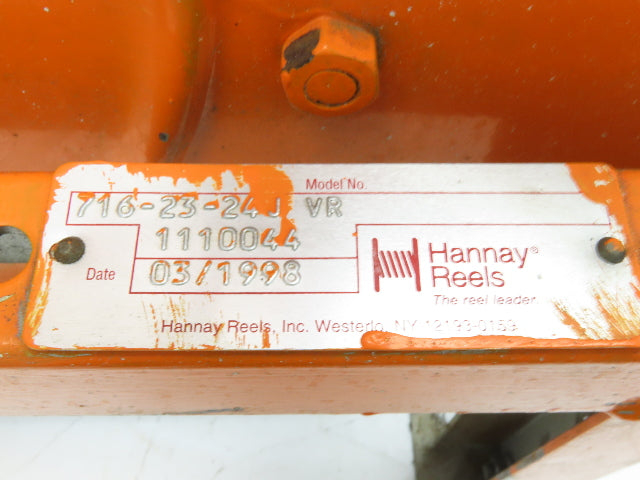 Model No.
716-23-24J VR
1110044
Date 03/1998
Hannay®
Reels
The reel leader.
Hannay Reels, Inc. Westerlo, NY 12193-0159